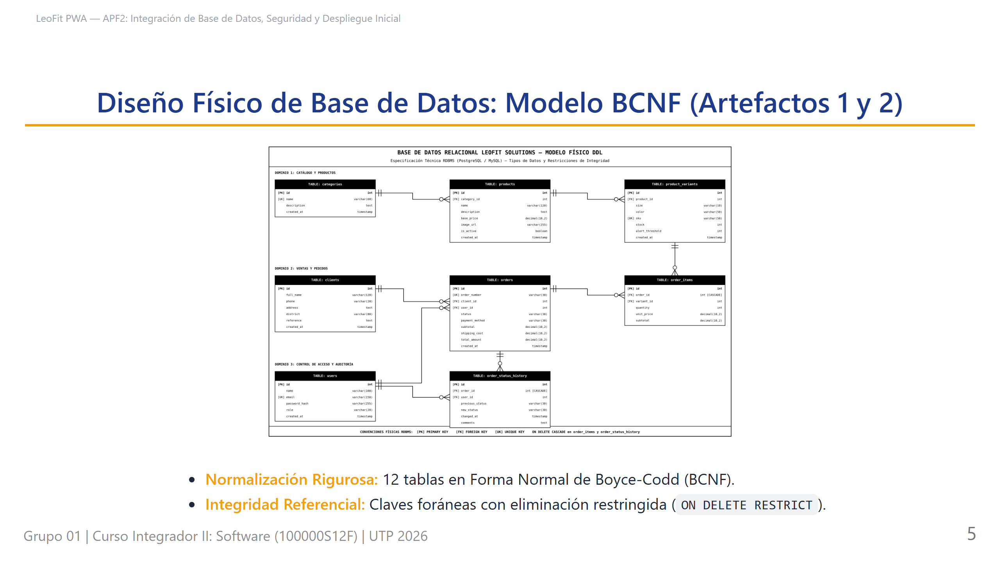 LeoFit PWA — APF2: Integración de Base de Datos, Seguridad y Despliegue Inicial
Diseño Físico de Base de Datos: Modelo BCNF (Artefactos 1 y 2)
BASE DE DATOS RELACIONAL LEOFIT SOLUTIONS — MODELO FÍSICO DDL
Especificación Técnica RDBMS (PostgreSQL / MySQL) — Tipos de Datos y Restricciones de Integridad
DOMINIO 1: CATÁLOGO Y PRODUCTOS
TABLE: categories
[PK] id int
[UK] name varchar(60)
description text
created_at timestamp
TABLE: products
[PK] id int
[FK] category_id int
name varchar(120)
description text
base_price decimal(10,2)
image_url varchar(255)
is_active boolean
created_at timestamp
TABLE: product_variants
[PK] id int
[FK] product_id int
size varchar(10)
color varchar(50)
[UK] sku varchar(50)
stock int
alert_threshold int
created_at timestamp
DOMINIO 2: VENTAS Y PEDIDOS
TABLE: clients
[PK] id int
full_name varchar(120)
phone varchar(20)
address text
district varchar(80)
reference text
created_at timestamp
TABLE: orders
[PK] id int
[UK] order_number varchar(30)
[FK] client_id int
[FK] user_id int
status varchar(30)
payment_method varchar(30)
subtotal decimal(10,2)
shipping_cost decimal(10,2)
total_amount decimal(10,2)
created_at timestamp
TABLE: order_items
[PK] id int
[FK] order_id int [CASCADE]
[FK] variant_id int
quantity int
unit_price decimal(10,2)
subtotal decimal(10,2)
DOMINIO 3: CONTROL DE ACCESO Y AUDITORÍA
TABLE: users
[PK] id int
name varchar(100)
[UK] email varchar(150)
password_hash varchar(255)
role varchar(20)
created_at timestamp
TABLE: order_status_history
[PK] id int
[FK] order_id int [CASCADE]
[FK] user_id int
previous_status varchar(30)
new_status varchar(30)
changed_at timestamp
comments text
CONVENCIONES FÍSICAS RDBMS: [PK] PRIMARY KEY [FK] FOREIGN KEY [UK] UNIQUE KEY ON DELETE CASCADE en order_items y order_status_history
• Normalización Rigurosa: 12 tablas en Forma Normal de Boyce-Codd (BCNF).
• Integridad Referencial: Claves foráneas con eliminación restringida (ON DELETE RESTRICT).
Grupo 01 | Curso Integrador II: Software (100000S12F) | UTP 2026
5